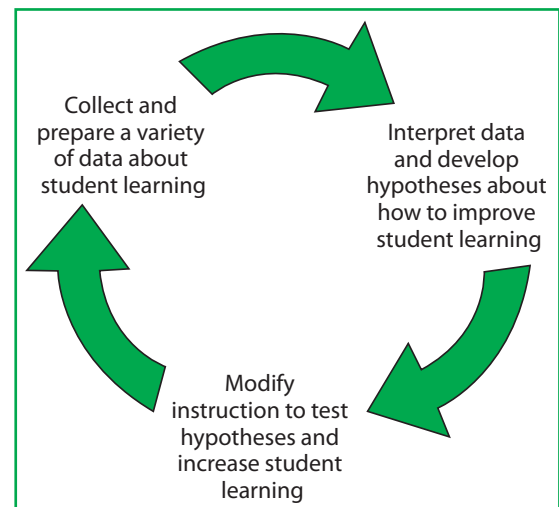 Collect and
prepare a variety
of data about
student learning
Interpret data
and develop
hypotheses about
how to improve
student learning
Modify
instruction to test
hypotheses and
increase student
learning